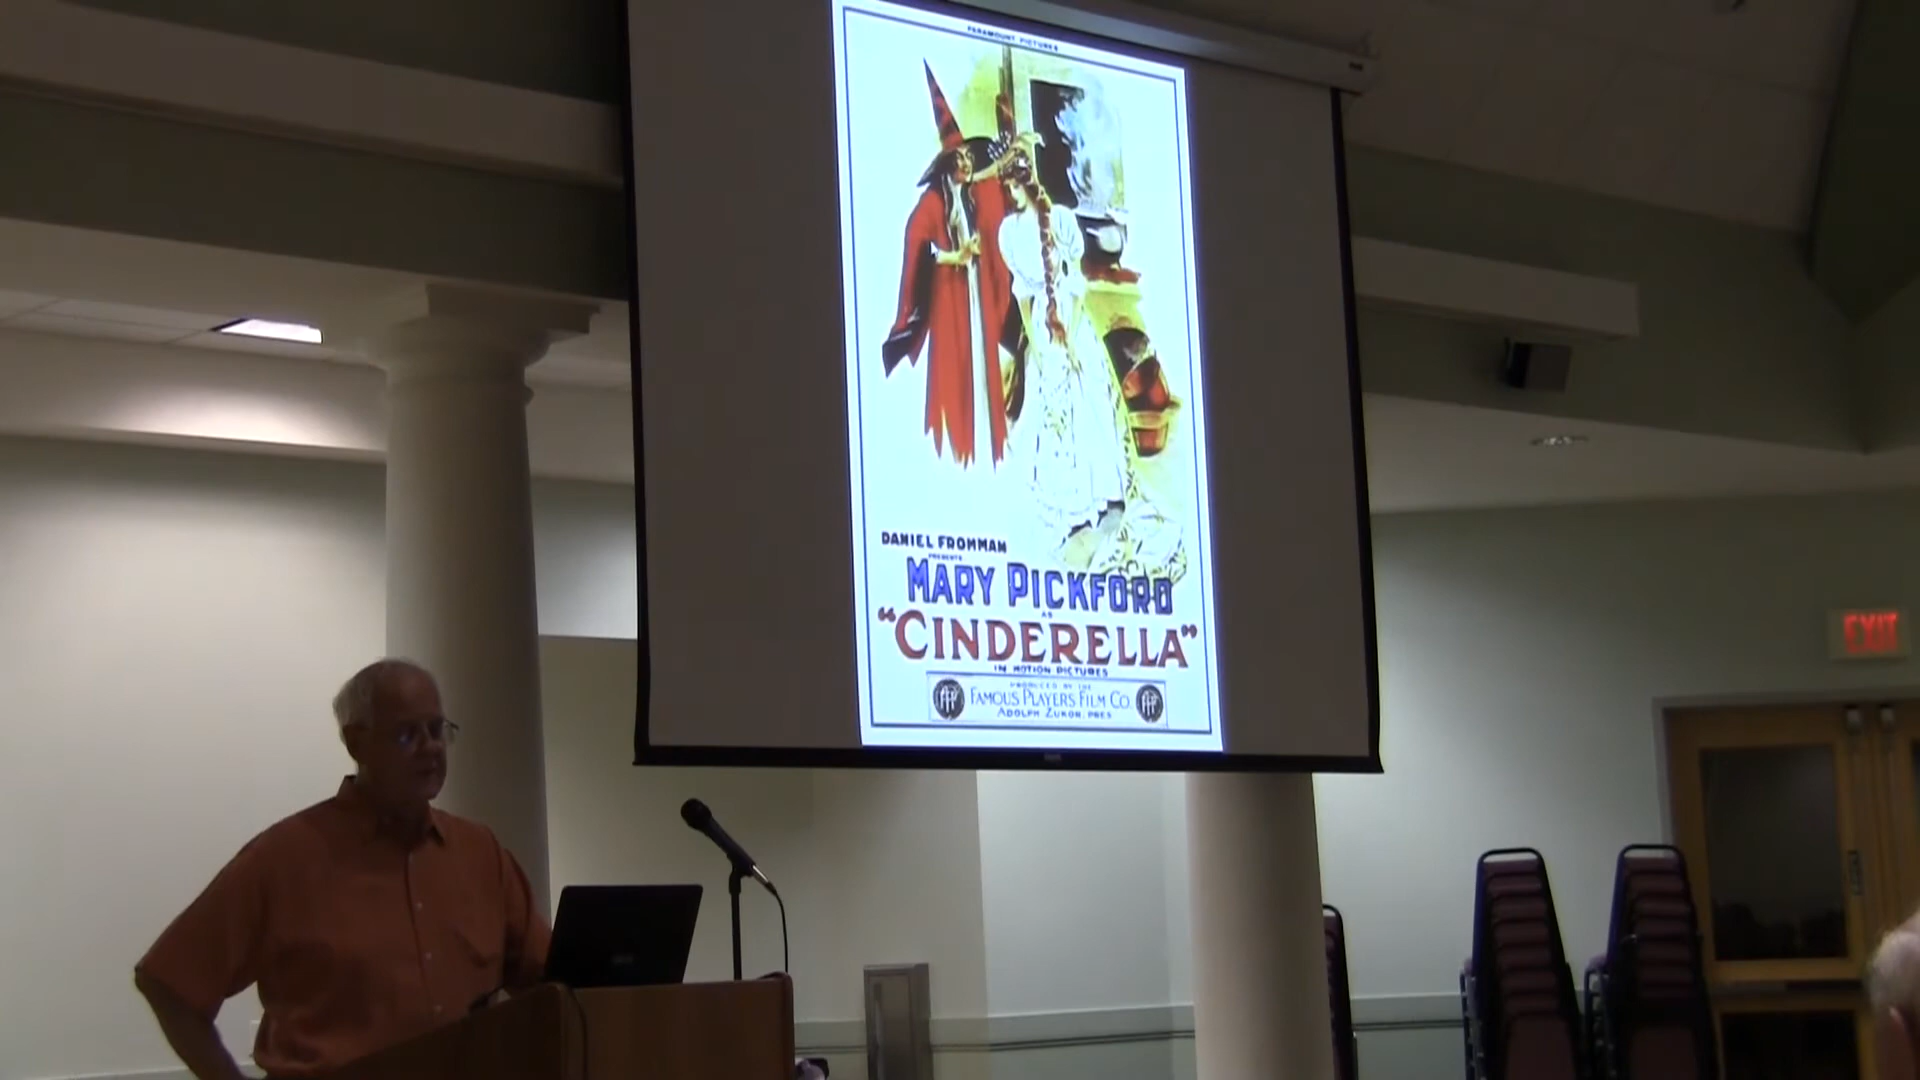 PARAMOUNT PICTURES
DANIEL FROHMAN
PRESENTS
MARY PICKFORD
AS
"CINDERELLA"
IN MOTION PICTURES
PRODUCED BY THE
FAMOUS PLAYERS FILM CO.
ADOLPH ZUKOR, PRES
EXIT